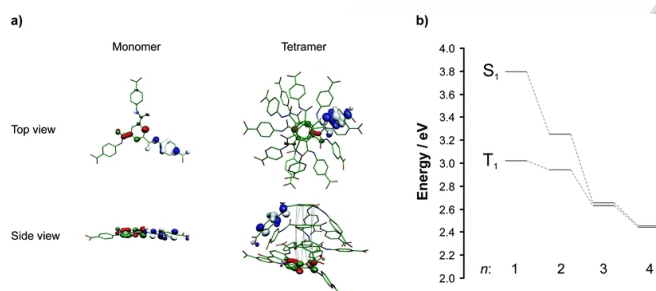 a)
Monomer
Tetramer
Top view
Side view
b)
Energy / eV
4.0
3.8
3.6
3.4
3.2
3.0
2.8
2.6
2.4
2.2
2.0
S1
T1
n: 1 2 3 4